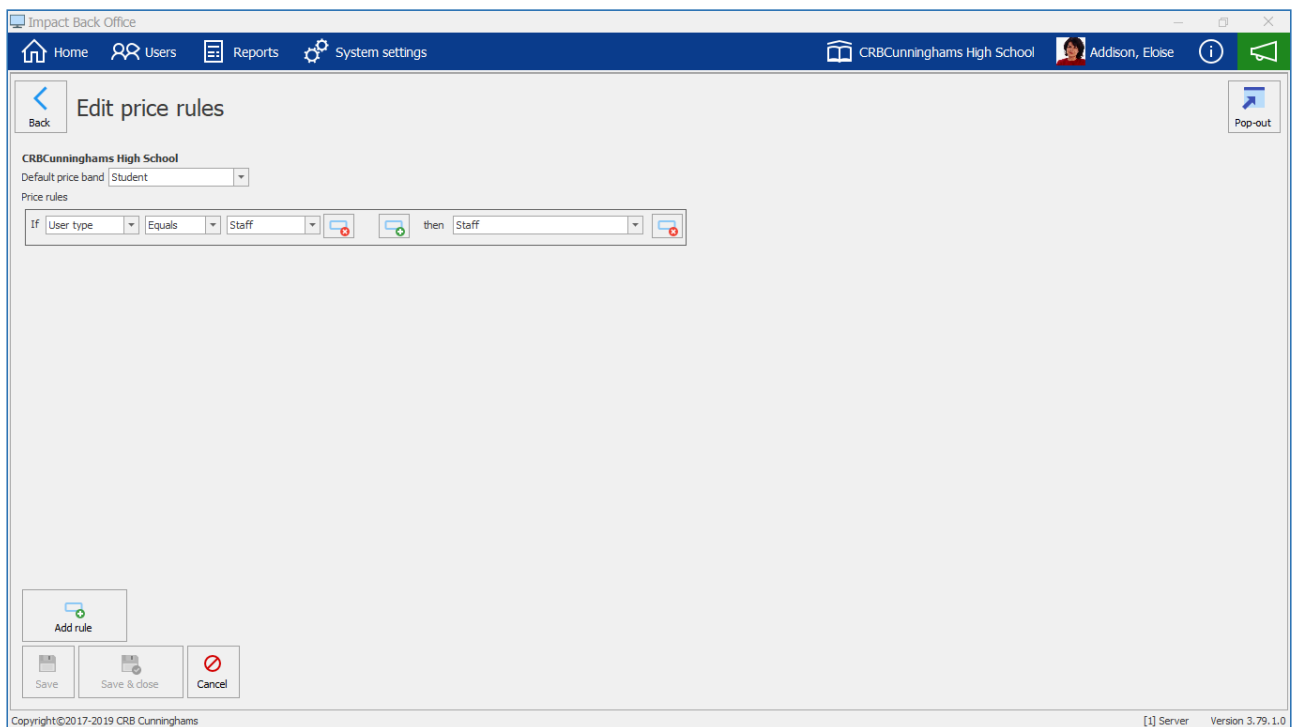 Impact Back Office
Home Users Reports System settings CRBCunninghams High School Addison, Eloise
Back Edit price rules Pop-out
CRBCunninghams High School
Default price band Student
Price rules
If User type Equals Staff then Staff
Add rule
Save Save & close Cancel
Copyright©2017-2019 CRB Cunninghams [1] Server Version 3.79.1.0